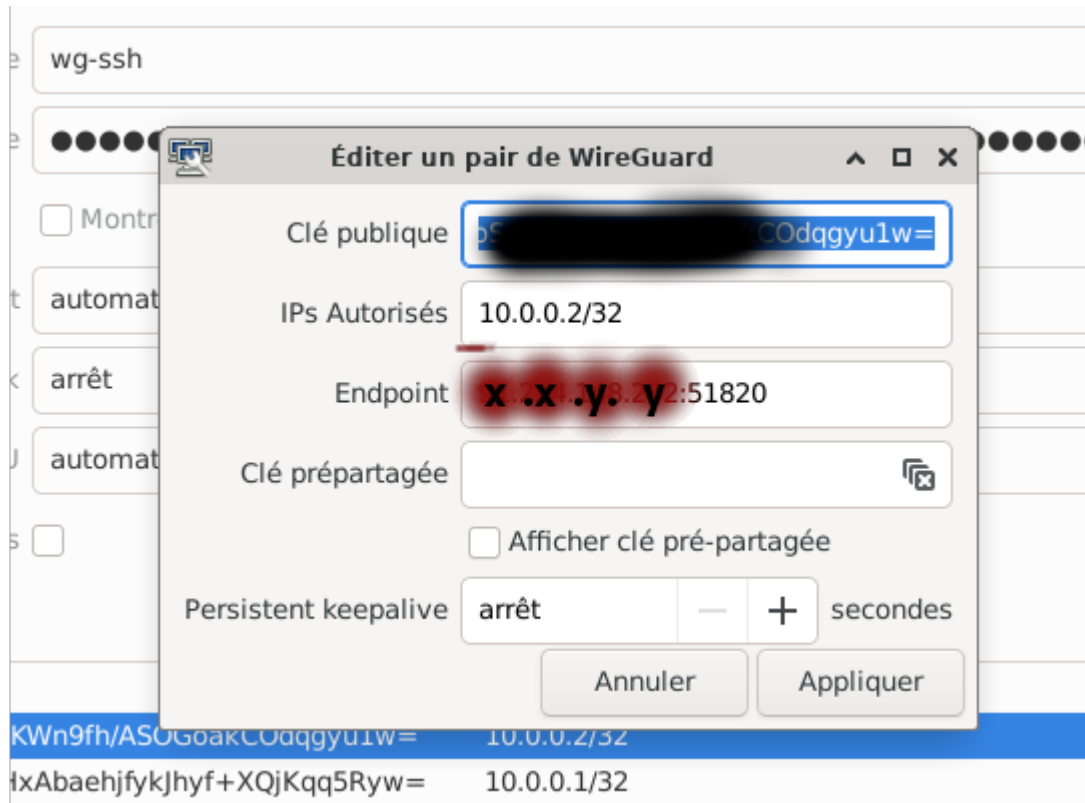 wg-ssh
Éditer un pair de WireGuard
Montr
Clé publique
COdqgyu1w=
IPs Autorisés 10.0.0.2/32
automat
Endpoint x .x .y. y :51820
arrêt
Clé prépartagée
automat
Afficher clé pré-partagée
Persistent keepalive arrêt — + secondes
Annuler Appliquer
KWn9fh/ASOGoakCOdqgyu1w= 10.0.0.2/32
HxAbaehjfykJhyf+XQjKqq5Ryw= 10.0.0.1/32